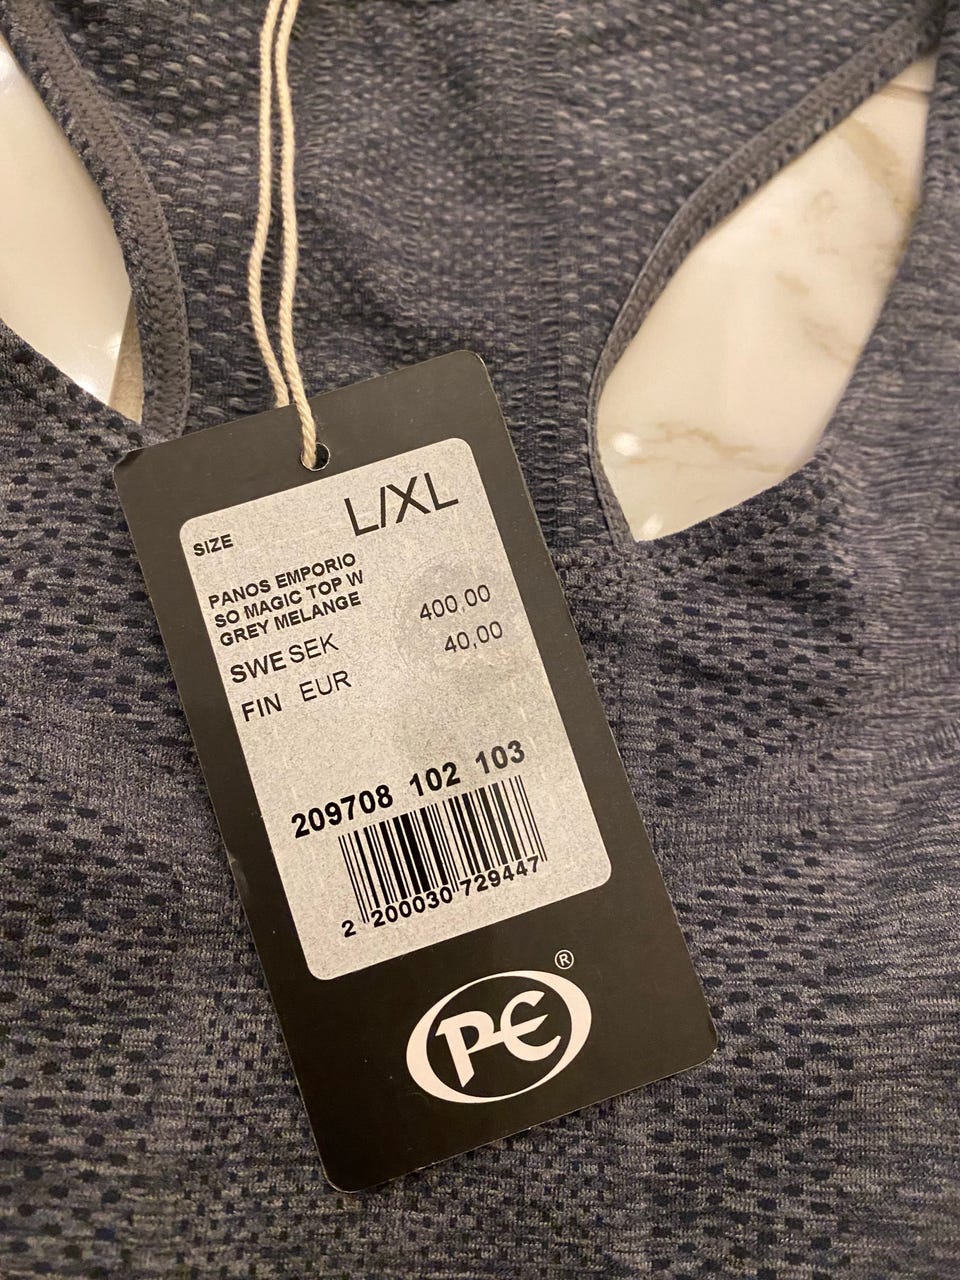 SIZE L/XL
PANOS EMPORIO
SO MAGIC TOP W
GREY MELANGE
SWE SEK 400,00
FIN EUR 40,00
209708 102 103
2 200030 729447
PE®